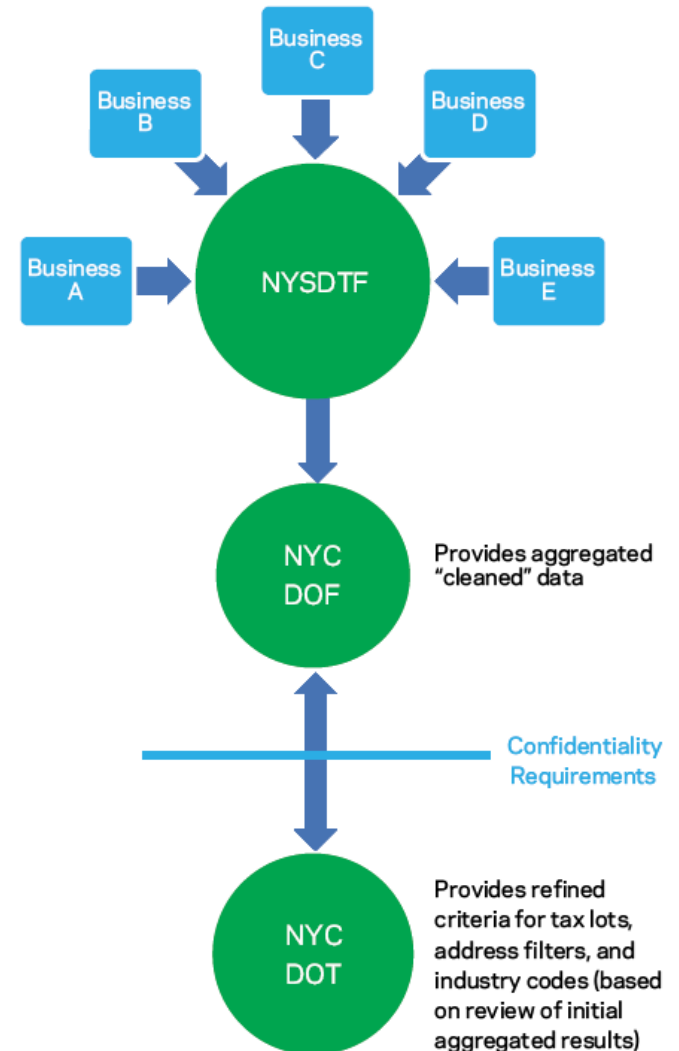 Business
C
Business
B
Business
D
Business
A
NYSDTF
Business
E
NYC
DOF
Provides aggregated
“cleaned” data
Confidentiality
Requirements
NYC
DOT
Provides refined
criteria for tax lots,
address filters, and
industry codes (based
on review of initial
aggregated results)